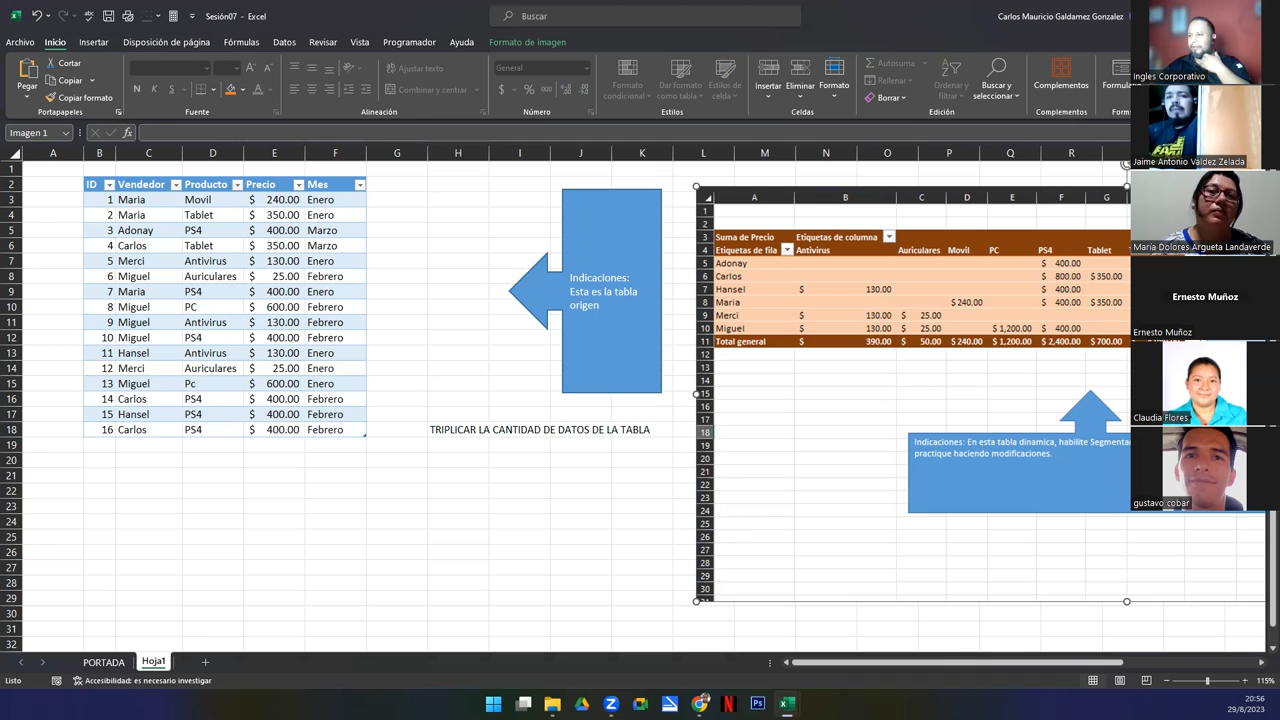 Sesión07 - Excel
Buscar
Carlos Mauricio Galdamez Gonzalez
Archivo Inicio Insertar Disposición de página Fórmulas Datos Revisar Vista Programador Ayuda Formato de imagen
Pegar
Cortar
Copiar
Copiar formato
Portapapeles
N K S
Fuente
Ajustar texto
Combinar y centrar
Alineación
General
$ % 000
Número
Formato condicional
Dar formato como tabla
Estilos de celda
Estilos
Insertar Eliminar Formato
Celdas
Autosuma
Rellenar
Borrar
Ordenar y filtrar
Buscar y seleccionar
Edición
Complementos
Complementos
Imagen 1
fx
A B C D E F G H I J K L M N O P Q R
ID Vendedor Producto Precio Mes
1 Maria Movil $ 240.00 Enero
2 Maria Tablet $ 350.00 Enero
3 Adonay PS4 $ 400.00 Marzo
4 Carlos Tablet $ 350.00 Marzo
5 Merci Antivirus $ 130.00 Enero
6 Miguel Auriculares $ 25.00 Febrero
7 Maria PS4 $ 400.00 Enero
8 Miguel PC $ 600.00 Febrero
9 Miguel Antivirus $ 130.00 Febrero
10 Miguel PS4 $ 400.00 Febrero
11 Hansel Antivirus $ 130.00 Enero
12 Merci Auriculares $ 25.00 Enero
13 Miguel Pc $ 600.00 Enero
14 Carlos PS4 $ 400.00 Febrero
15 Hansel PS4 $ 400.00 Febrero
16 Carlos PS4 $ 400.00 Febrero
Indicaciones:
Esta es la tabla
origen
TRIPLICAR LA CANTIDAD DE DATOS DE LA TABLA
A B C D E F G
Suma de Precio Etiquetas de columna
Etiquetas de fila Antivirus Auriculares Movil PC PS4 Tablet
Adonay $ 400.00
Carlos $ 800.00 $ 350.00
Hansel $ 130.00 $ 400.00
Maria $ 240.00 $ 400.00 $ 350.00
Merci $ 130.00 $ 25.00
Miguel $ 130.00 $ 25.00 $ 1,200.00 $ 400.00
Total general $ 390.00 $ 50.00 $ 240.00 $ 1,200.00 $ 2,400.00 $ 700.00
Indicaciones: En esta tabla dinamica, habilite
practique haciendo modificaciones.
Ingles Corporativo
Jaime Antonio Valdez Zelada
María Dolores Argueta Landaverde
Ernesto Muñoz
Ernesto Muñoz
Claudia Flores
gustavo cobar
PORTADA Hoja1
Listo
Accesibilidad: es necesario investigar
115%
20:56
29/8/2023